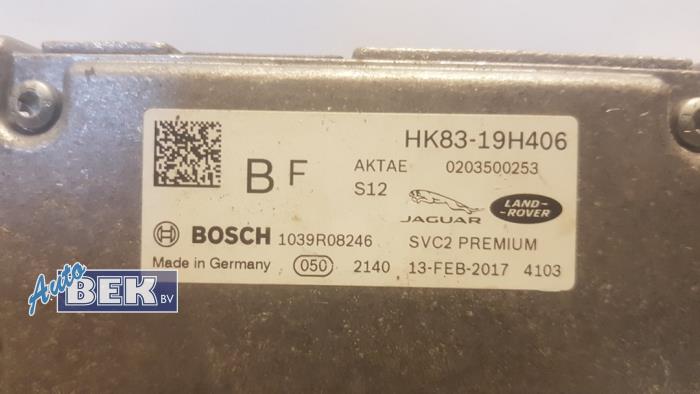 HK83-19H406
B F AKTAE 0203500253
S12 JAGUAR LAND-ROVER
BOSCH 1039R08246 SVC2 PREMIUM
Made in Germany 050 2140 13-FEB-2017 4103
Auto
BEK BV